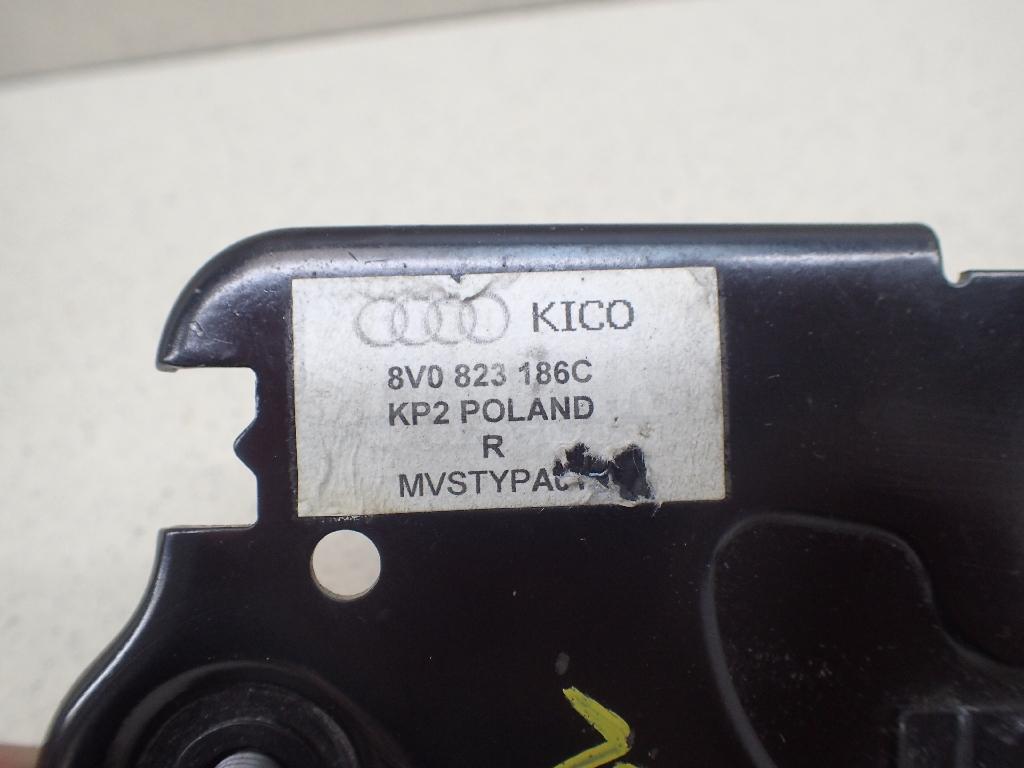 KICO
8V0 823 186C
KP2 POLAND
R